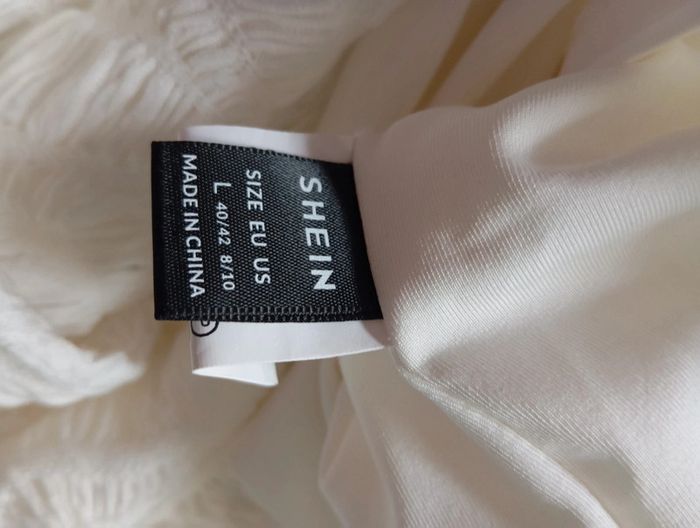 SHEIN
SIZE EU US
L 40/42 8/10
MADE IN CHINA